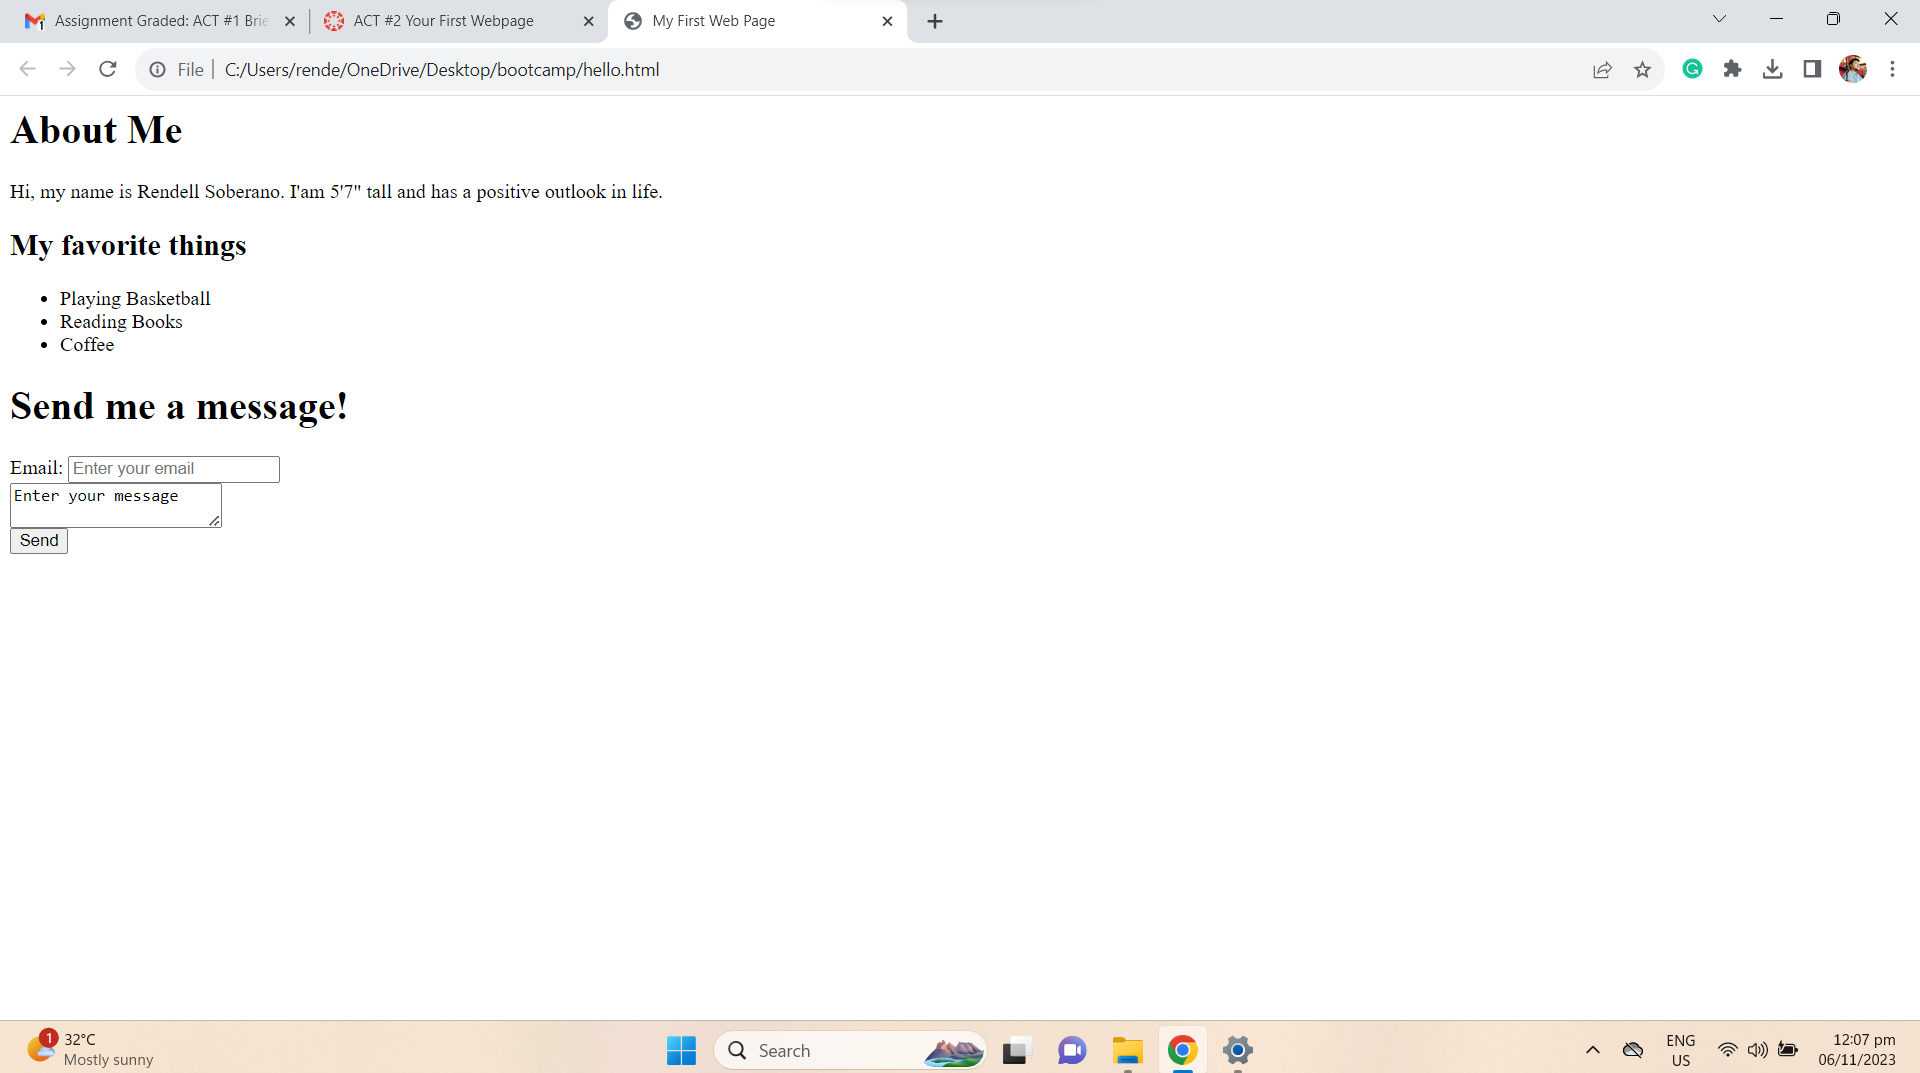 Assignment Graded: ACT #1 Brie
ACT #2 Your First Webpage
My First Web Page
File
C:/Users/rende/OneDrive/Desktop/bootcamp/hello.html
About Me
Hi, my name is Rendell Soberano. I'am 5'7" tall and has a positive outlook in life.
My favorite things
Playing Basketball
Reading Books
Coffee
Send me a message!
Email: Enter your email
Enter your message
Send
1
32°C
Mostly sunny
Search
ENG
US
12:07 pm
06/11/2023